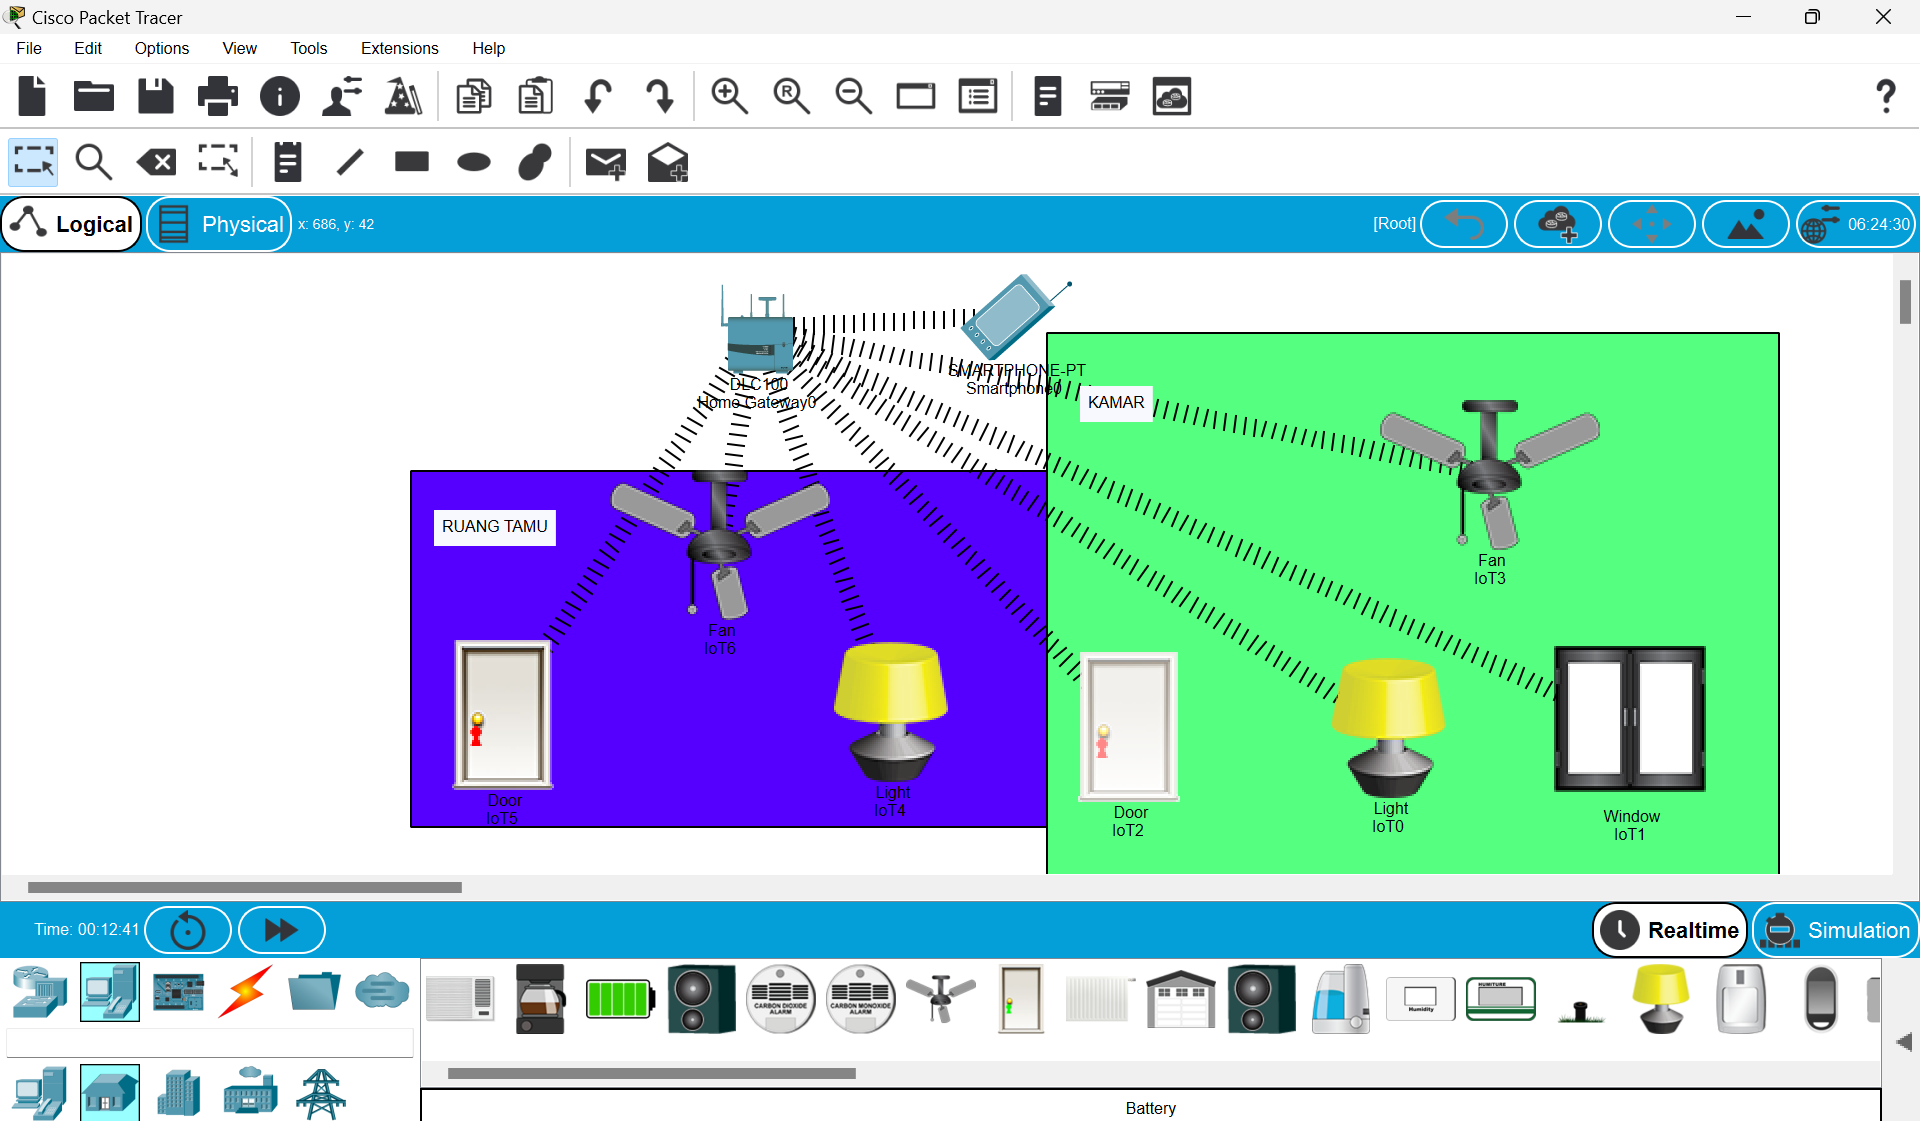 Cisco Packet Tracer
File Edit Options View Tools Extensions Help
Logical Physical x: 686, y: 42 [Root] 06:24:30
DLC100
Home Gateway0
SMARTPHONE-PT
Smartphone0
KAMAR
RUANG TAMU
Fan
IoT3
Fan
IoT6
Door
IoT5
Light
IoT4
Door
IoT2
Light
IoT0
Window
IoT1
Time: 00:12:41 Realtime Simulation
CARBON DIOXIDE
ALARM
CARBON MONOXIDE
ALARM
Humidity
HUMITURE
Battery